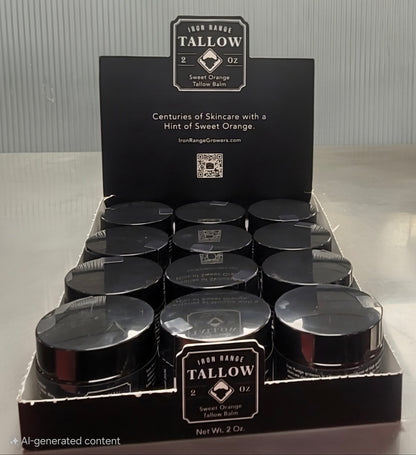 IRON RANGE
TALLOW
2 Oz
Sweet Orange
Tallow Balm
Centuries of Skincare with a
Hint of Sweet Orange.
IronRangeGrowers.com
IRON RANGE
TALLOW
2 Oz
Sweet Orange
Tallow Balm
Net Wt. 2 Oz.
AI-generated content